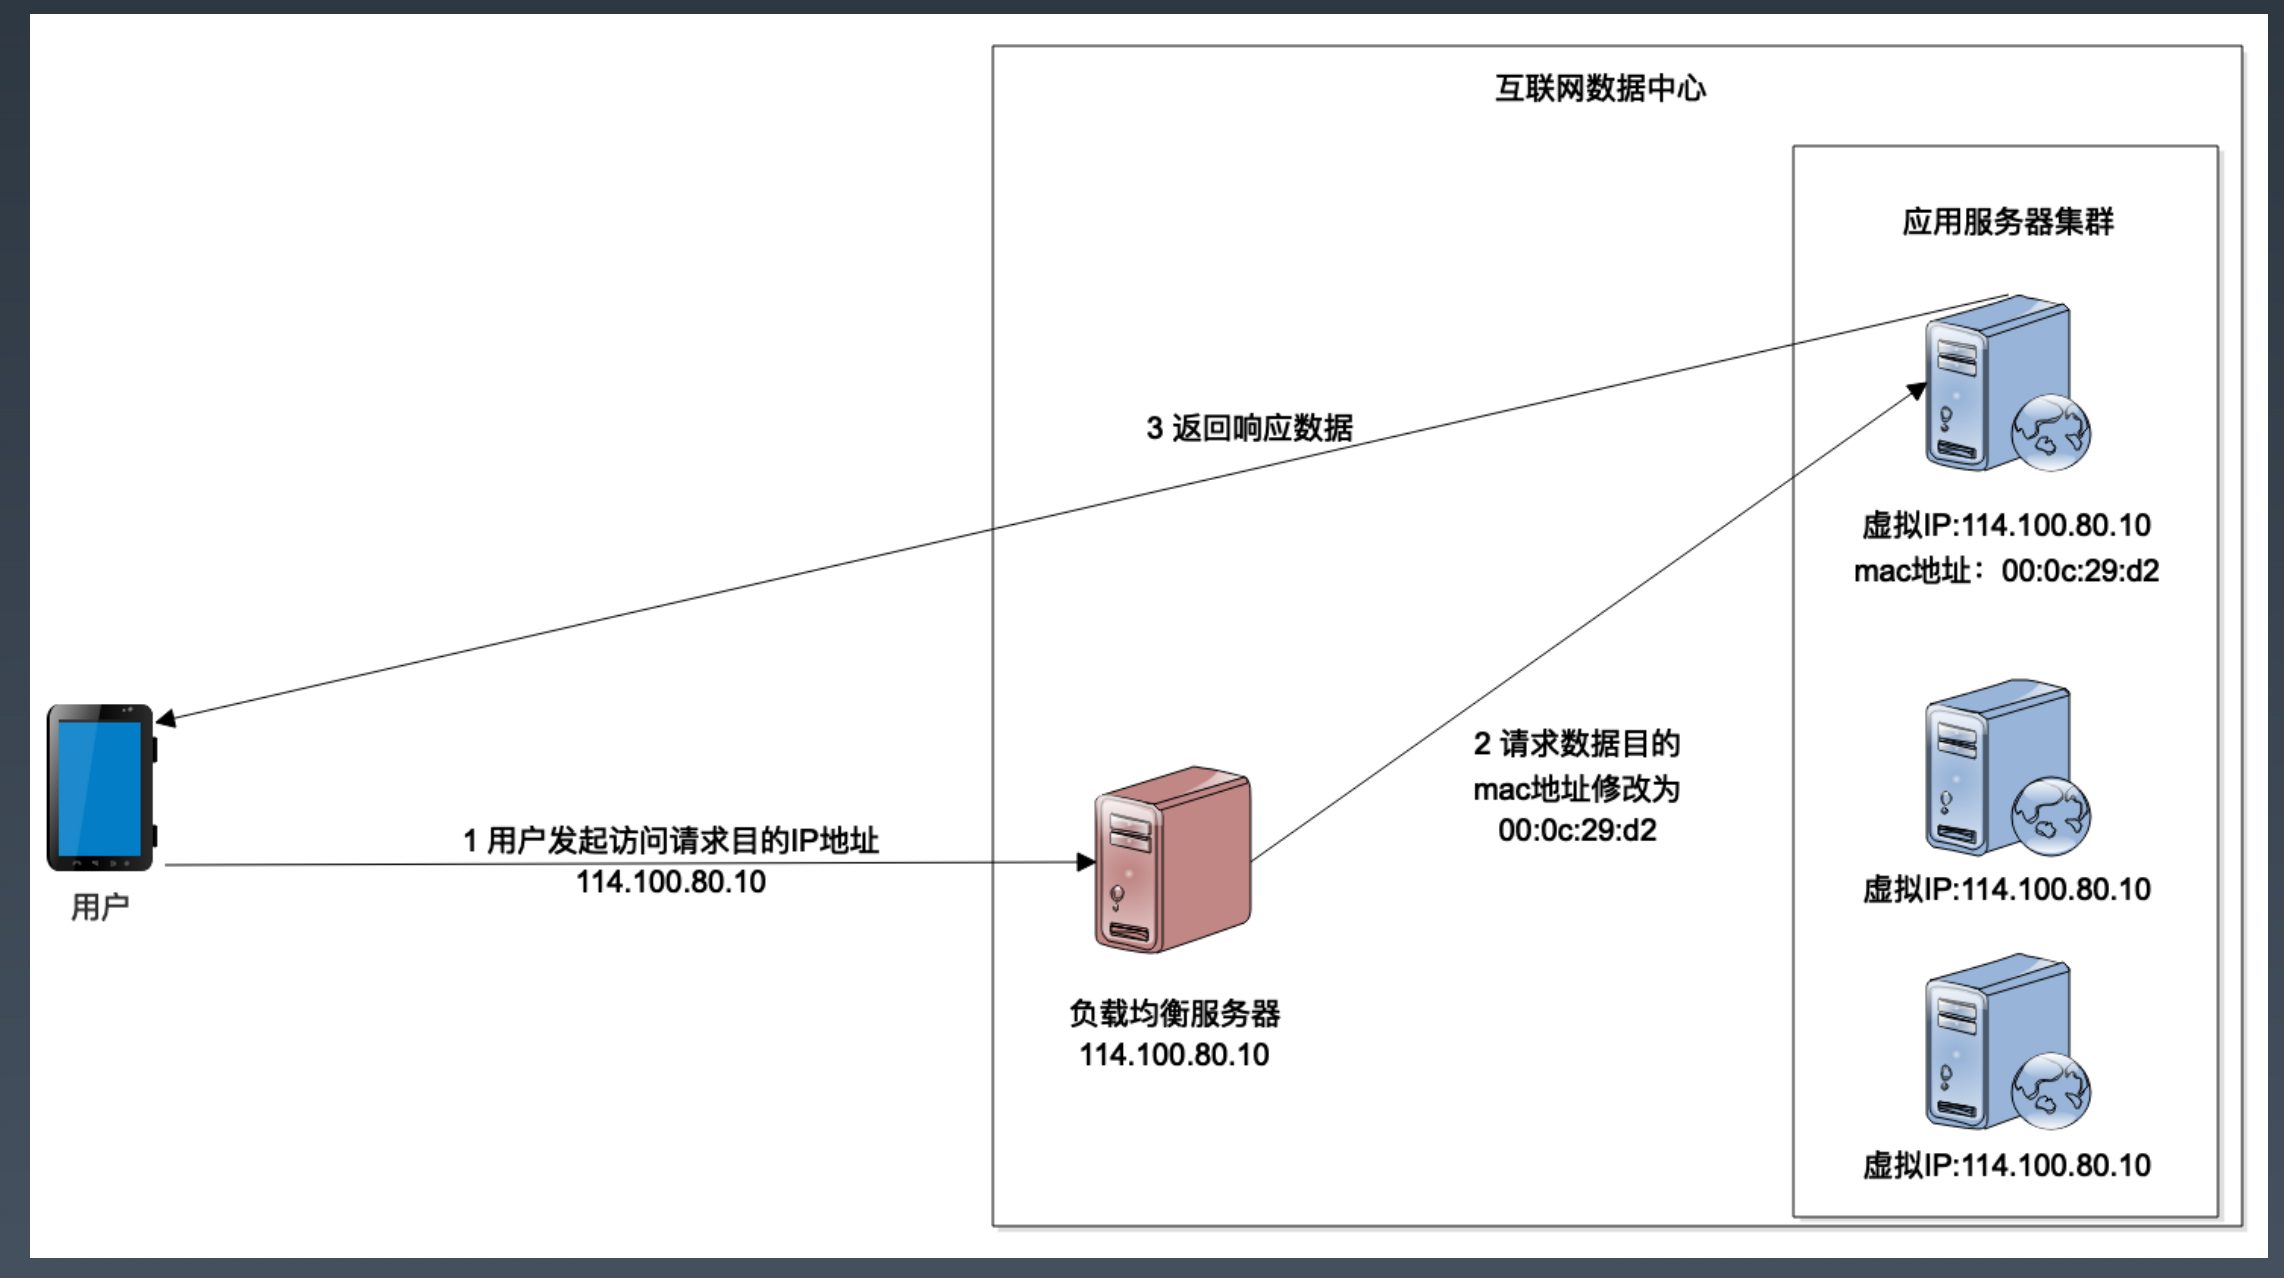 互联网数据中心
应用服务器集群
3 返回响应数据
虚拟IP:114.100.80.10
mac地址：00:0c:29:d2
2 请求数据目的
mac地址修改为
00:0c:29:d2
1 用户发起访问请求目的IP地址
114.100.80.10
用户
虚拟IP:114.100.80.10
负载均衡服务器
114.100.80.10
虚拟IP:114.100.80.10